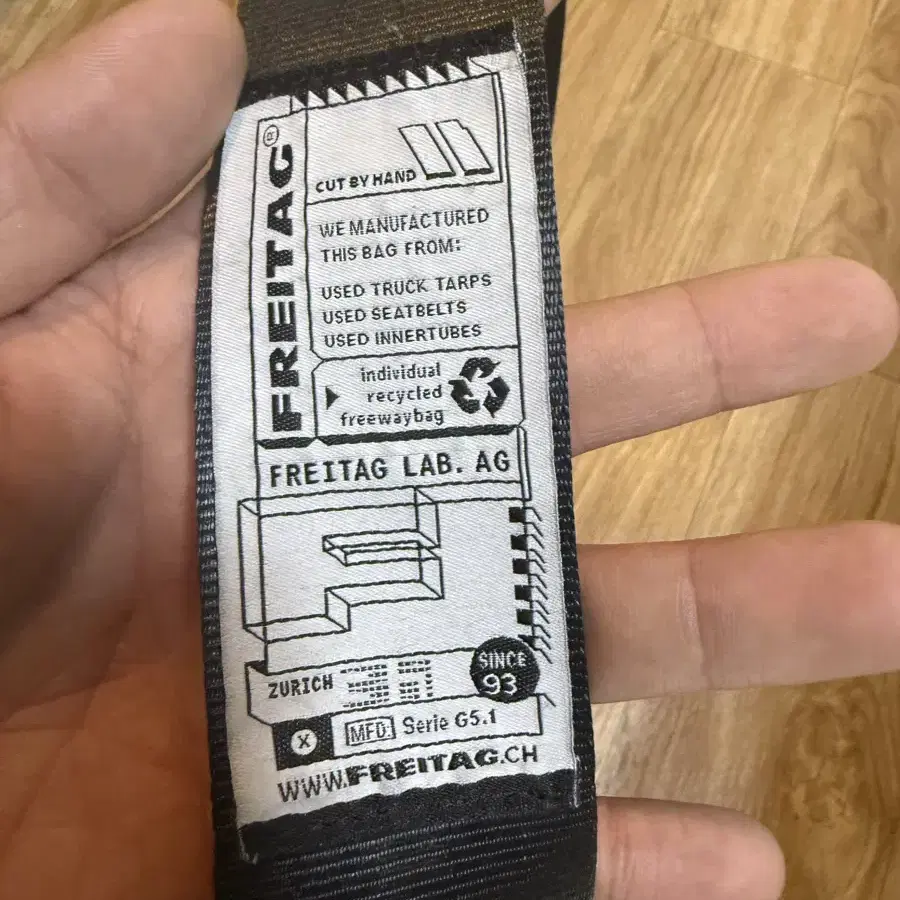 FREITAG®
CUT BY HAND
WE MANUFACTURED
THIS BAG FROM:
USED TRUCK TARPS
USED SEATBELTS
USED INNERTUBES
individual
recycled
freewaybag
FREITAG LAB. AG
F
SINCE
93
ZURICH
X
MFD: Serie G5.1
WWW.FREITAG.CH